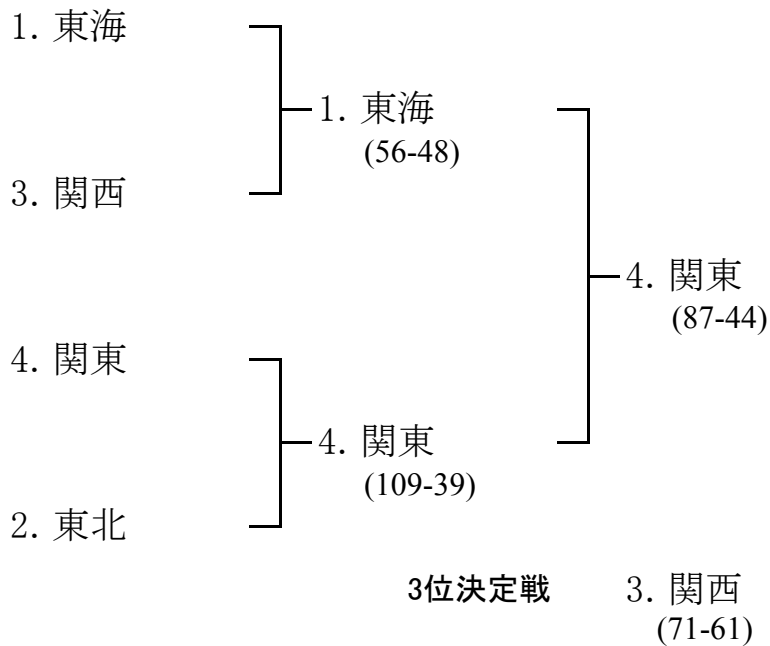 1. 東海
1. 東海
(56-48)
3. 関西
4. 関東
(87-44)
4. 関東
4. 関東
(109-39)
2. 東北
3位決定戦 3. 関西
(71-61)